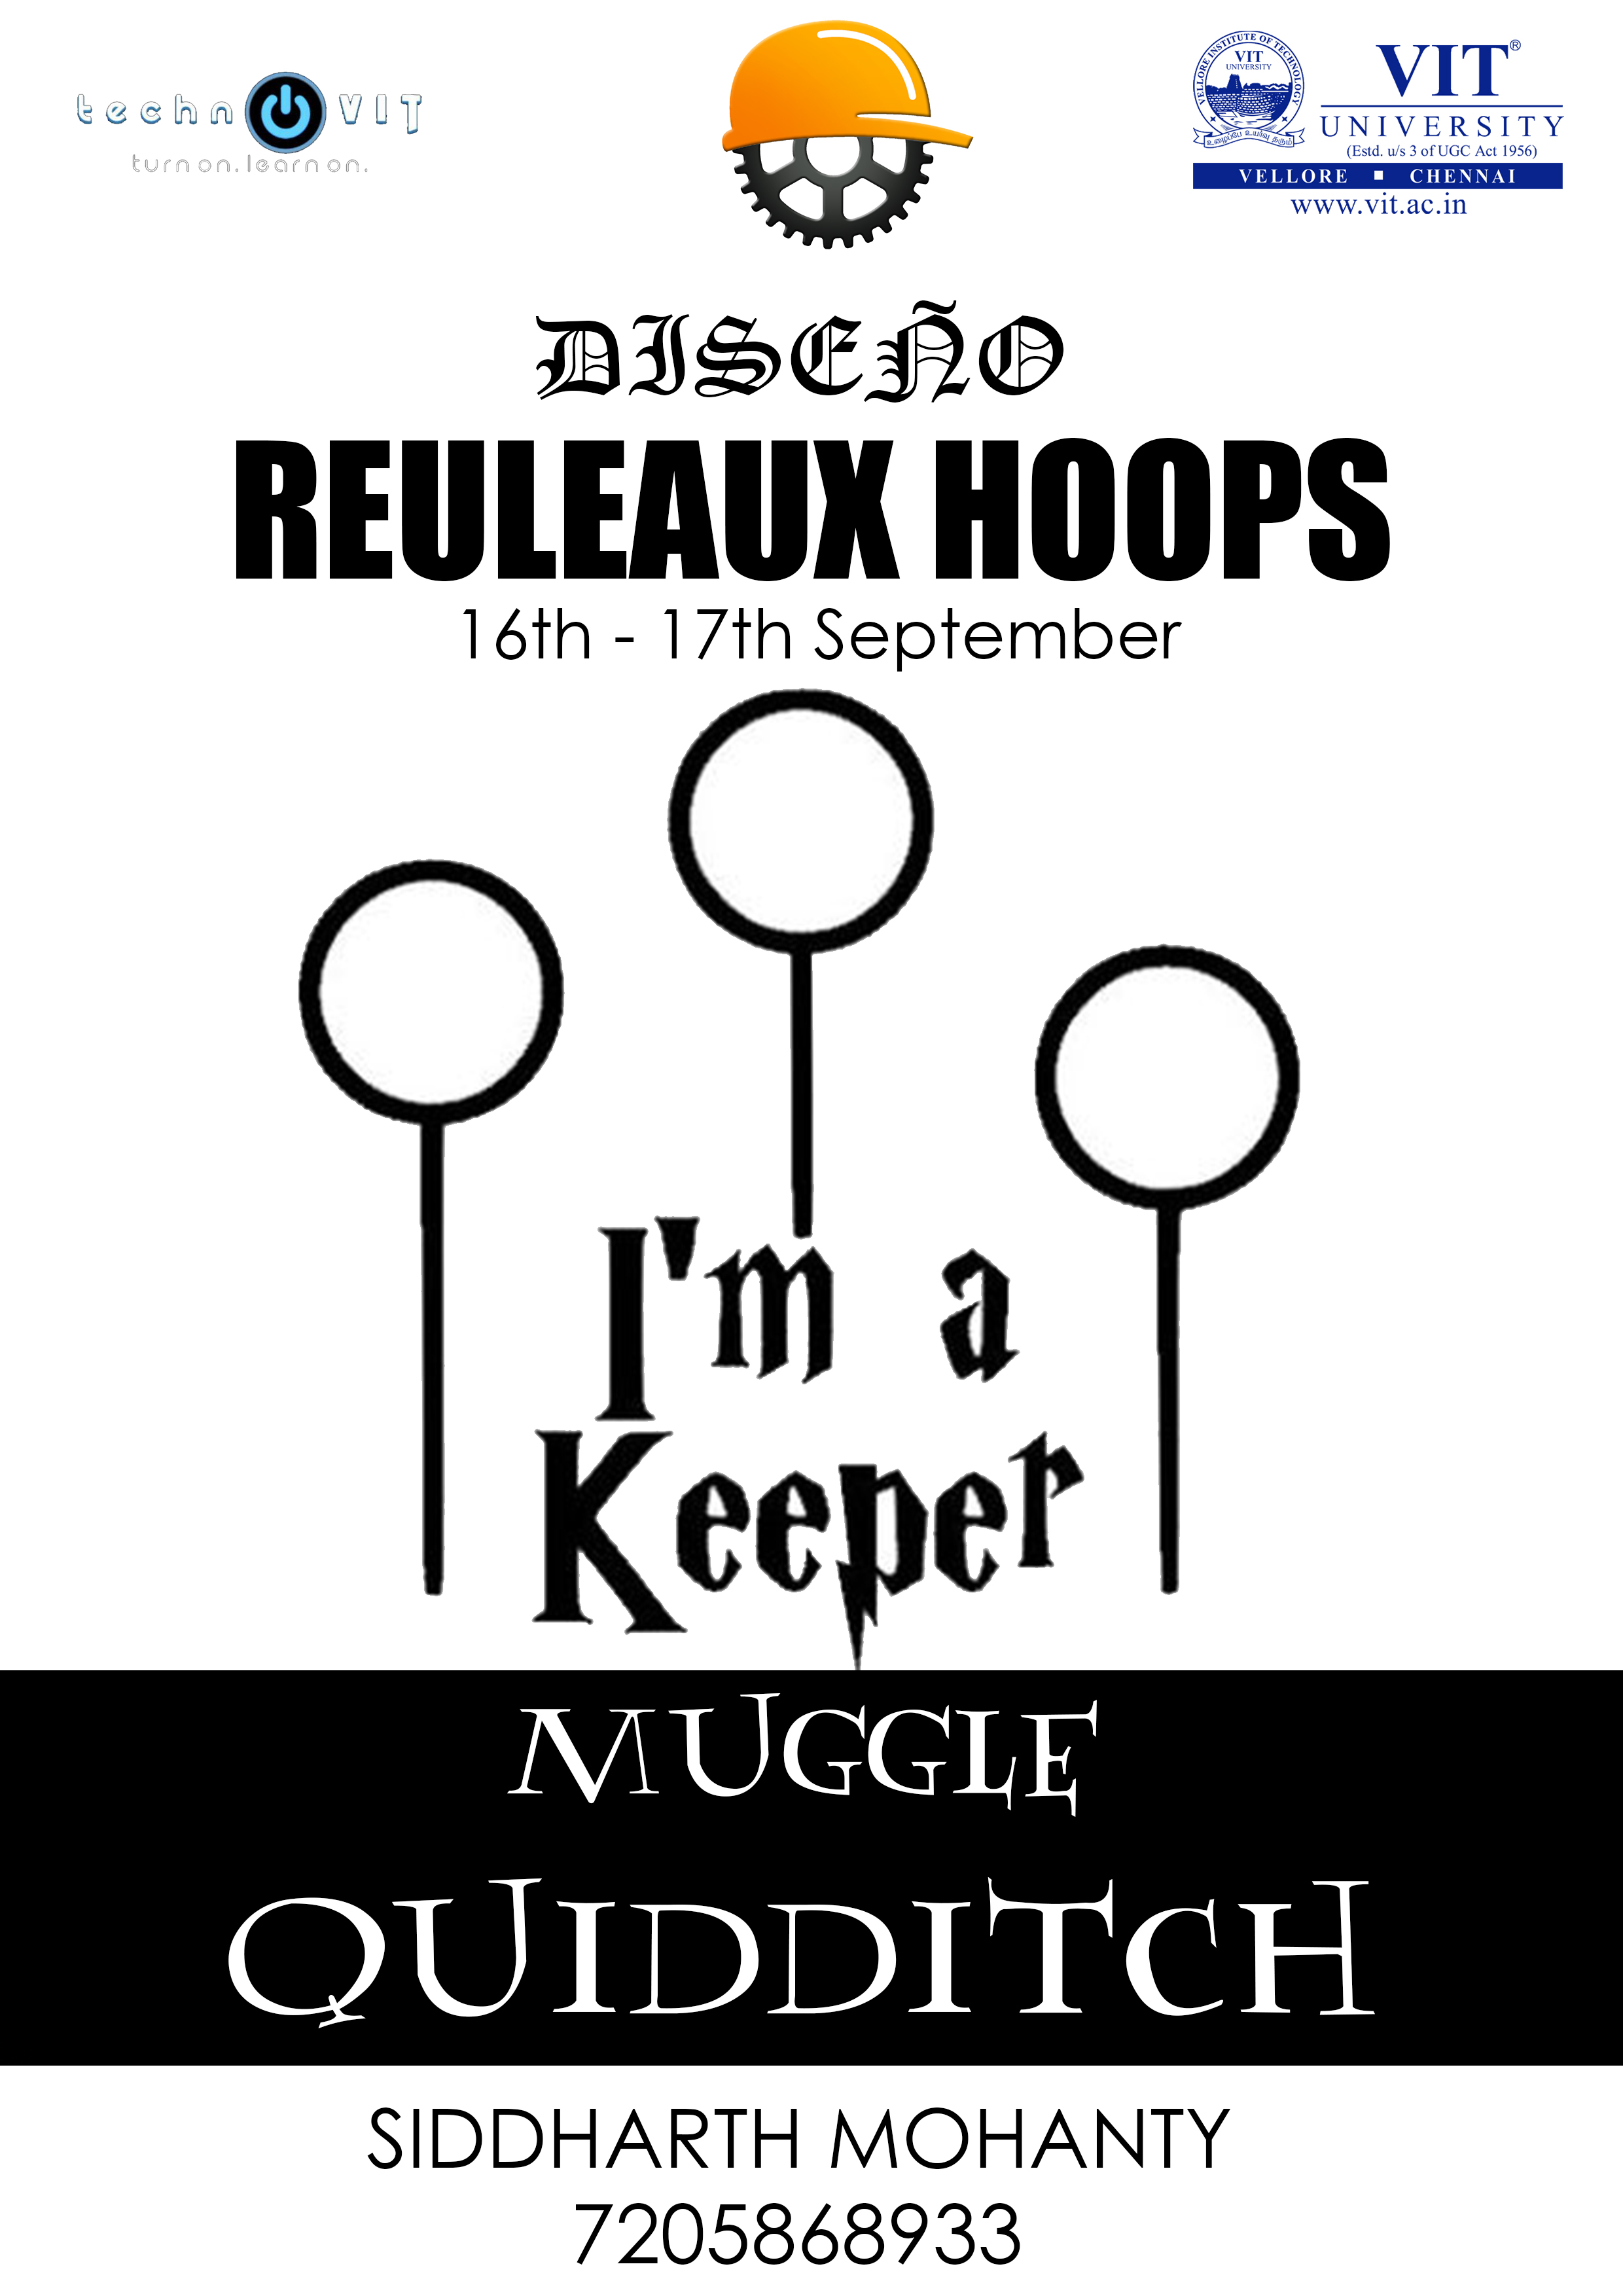 techn VIT
turn on. learn on.
VELLORE INSTITUTE OF TECHNOLOGY
VIT
UNIVERSITY
VIT®
UNIVERSITY
(Estd. u/s 3 of UGC Act 1956)
VELLORE ▪ CHENNAI
www.vit.ac.in
DISEÑO
REULEAUX HOOPS
16th - 17th September
I'm a
Keeper
MUGGLE
QUIDDITCH
SIDDHARTH MOHANTY
7205868933